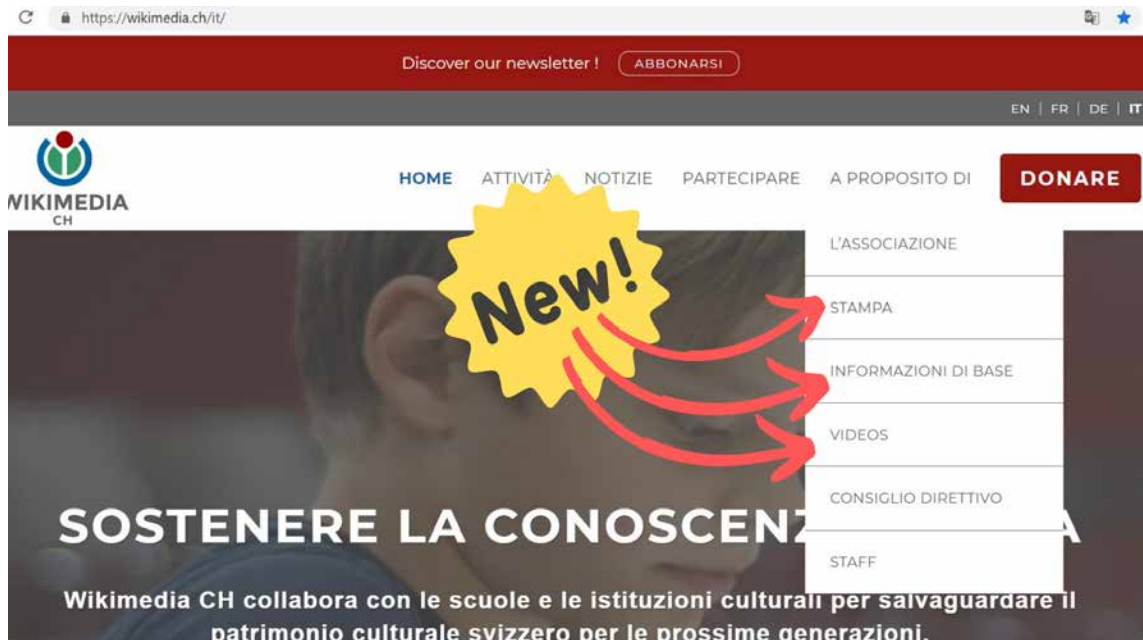 https://wikimedia.ch/it/
Discover our newsletter ! ABBONARSI
EN | FR | DE | IT
WIKIMEDIA
CH
HOME ATTIVITÀ NOTIZIE PARTECIPARE A PROPOSITO DI DONARE
L'ASSOCIAZIONE
STAMPA
INFORMAZIONI DI BASE
VIDEOS
CONSIGLIO DIRETTIVO
STAFF
New!
SOSTENERE LA CONOSCENZ A
Wikimedia CH collabora con le scuole e le istituzioni culturali per salvaguardare il
patrimonio culturale svizzero per le prossime generazioni.